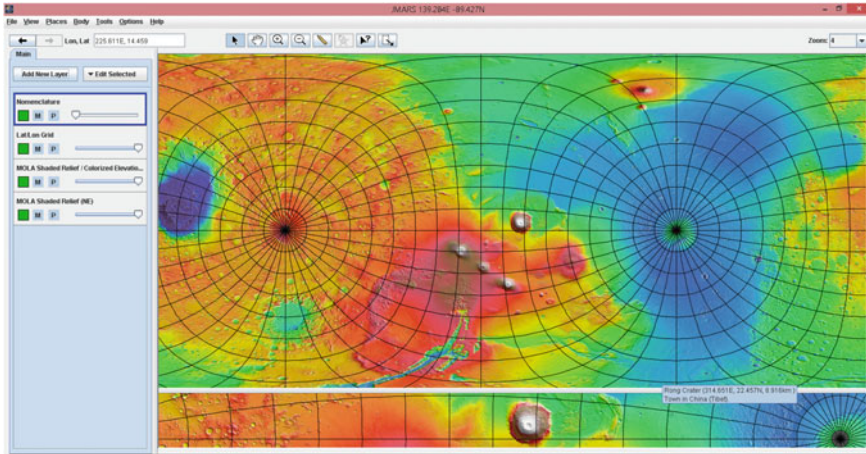 JMARS 139.284E -89.427N
File View Places Body Tools Options Help
Lon, Lat 225.611E, 14.459
Zoom: 4
Main
Add New Layer Edit Selected
Nomenclature
M P
Lat/Lon Grid
M P
MOLA Shaded Relief / Colorized Elevatio...
M P
MOLA Shaded Relief (NE)
M P
Rong Crater (314.651E, 22.457N, 8.918km )
Town in China (Tibet)